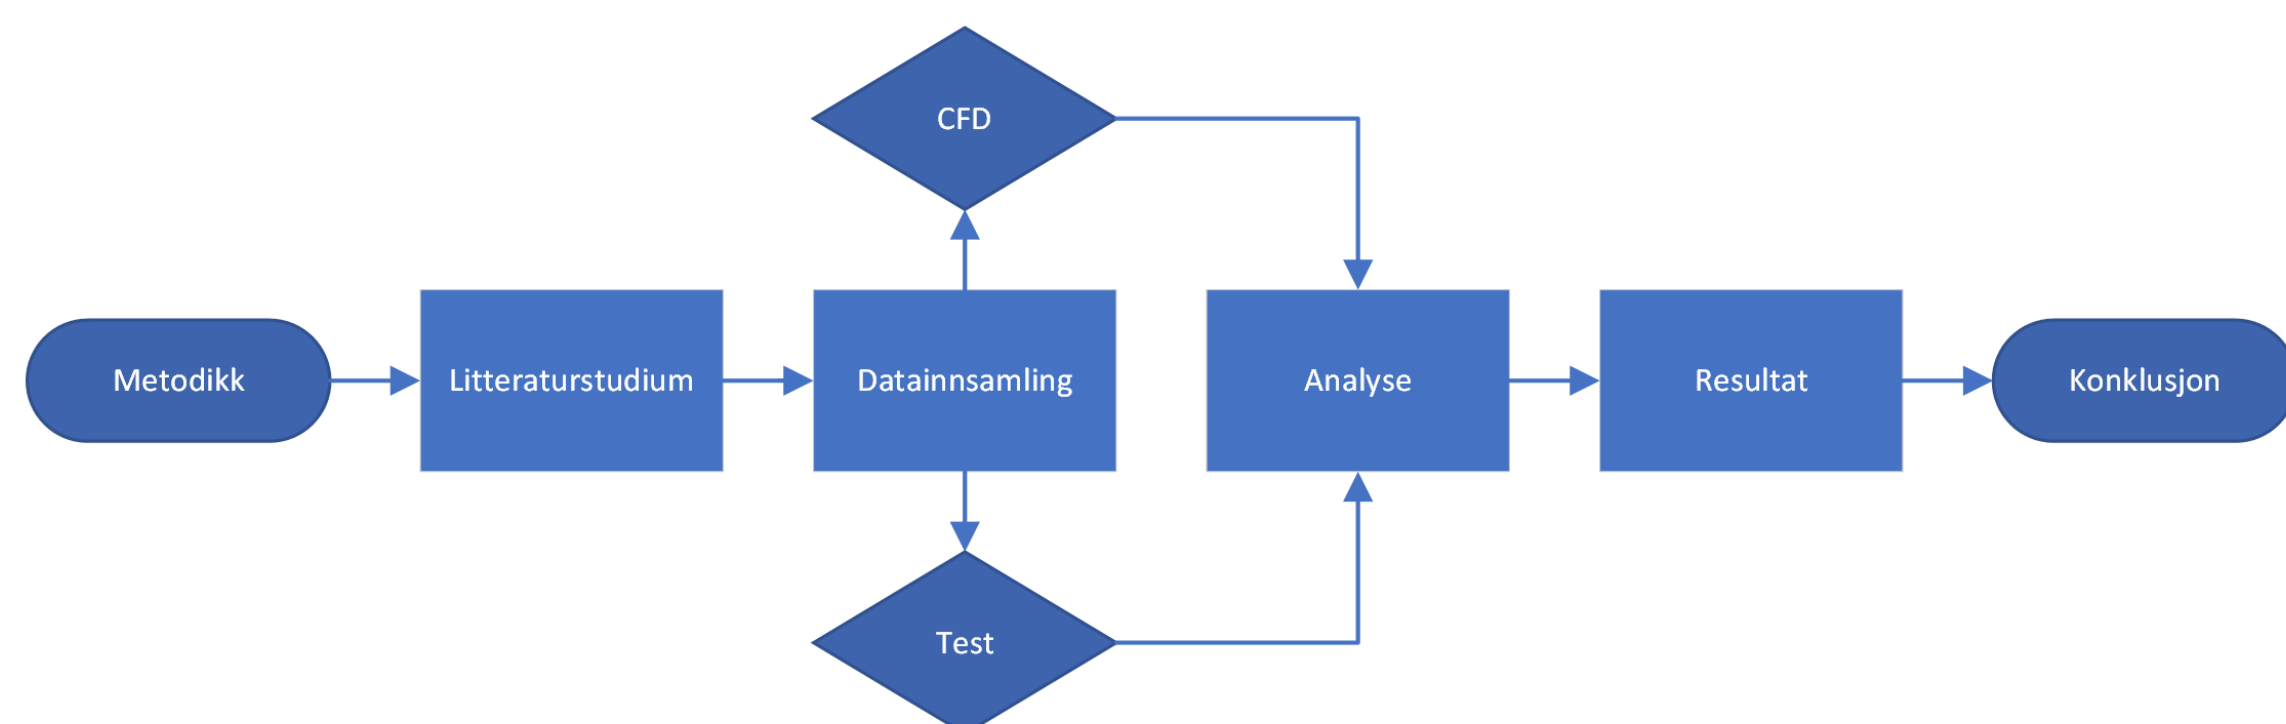 CFD
Metodikk
Litteraturstudium
Datainnsamling
Analyse
Resultat
Konklusjon
Test